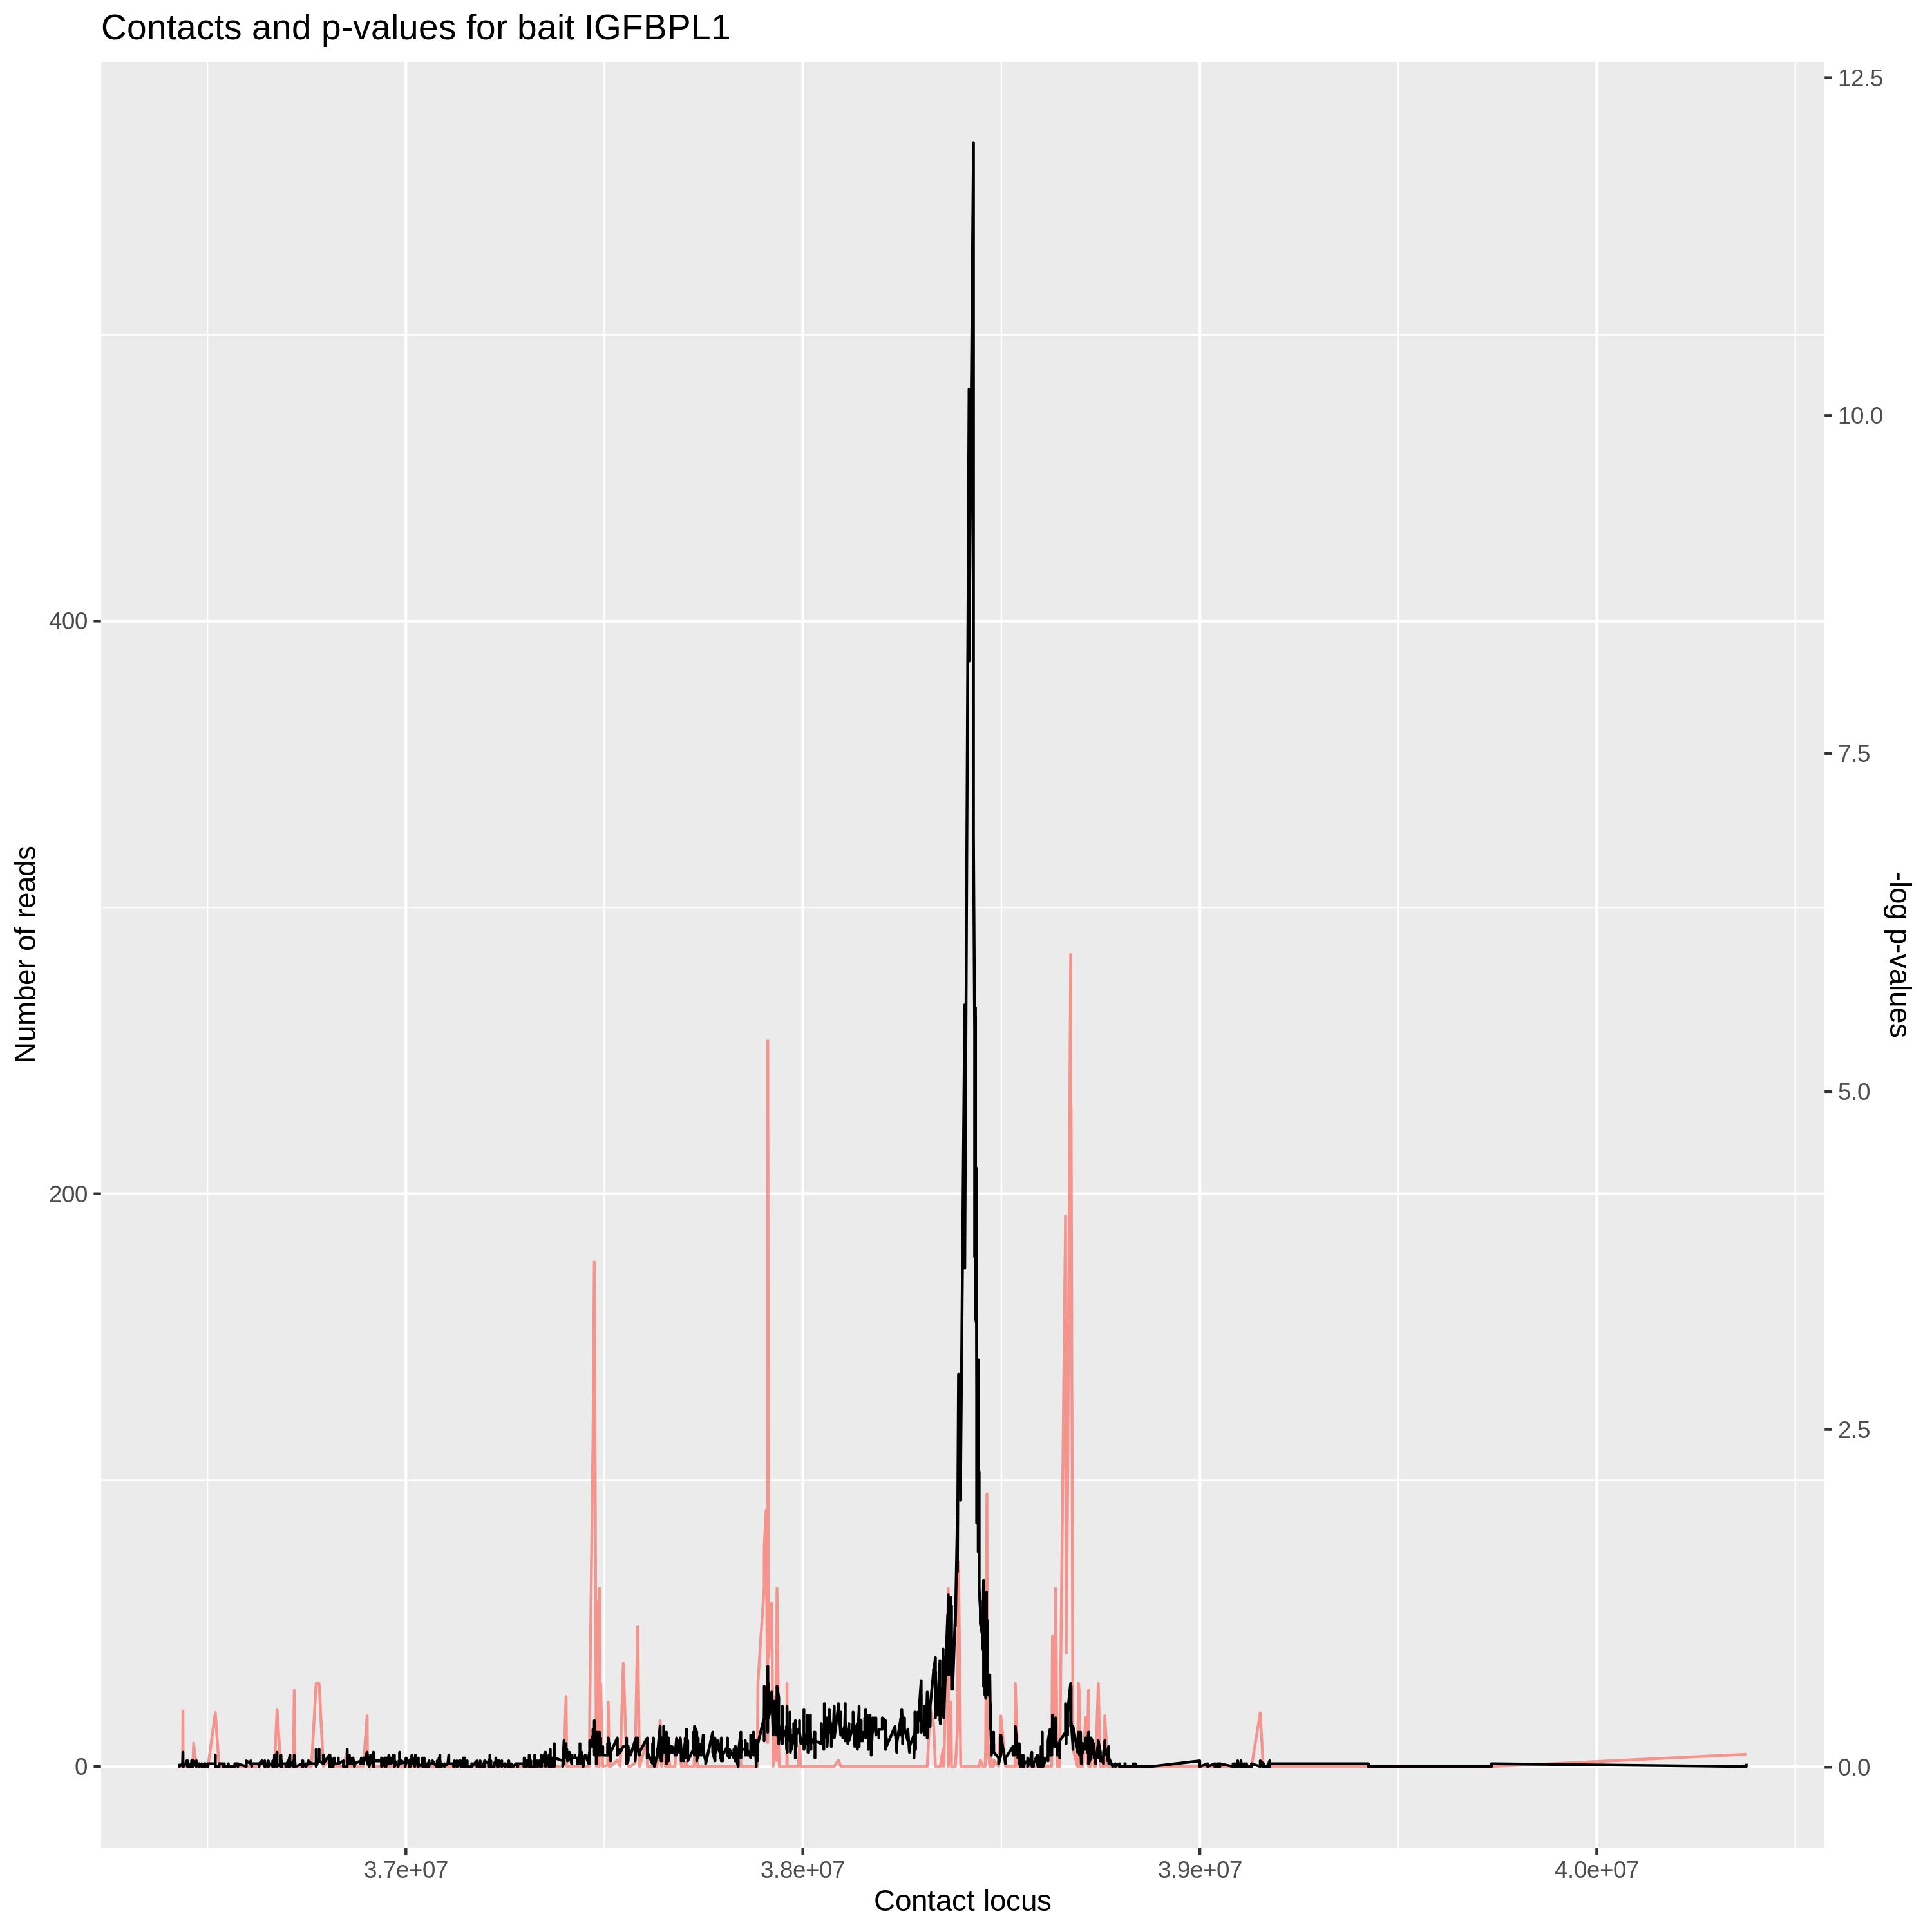 Contacts and p-values for bait IGFBPL1
12.5
10.0
400
7.5
Number of reads
-log p-values
5.0
200
2.5
0
0.0
3.7e+07
3.8e+07
3.9e+07
4.0e+07
Contact locus